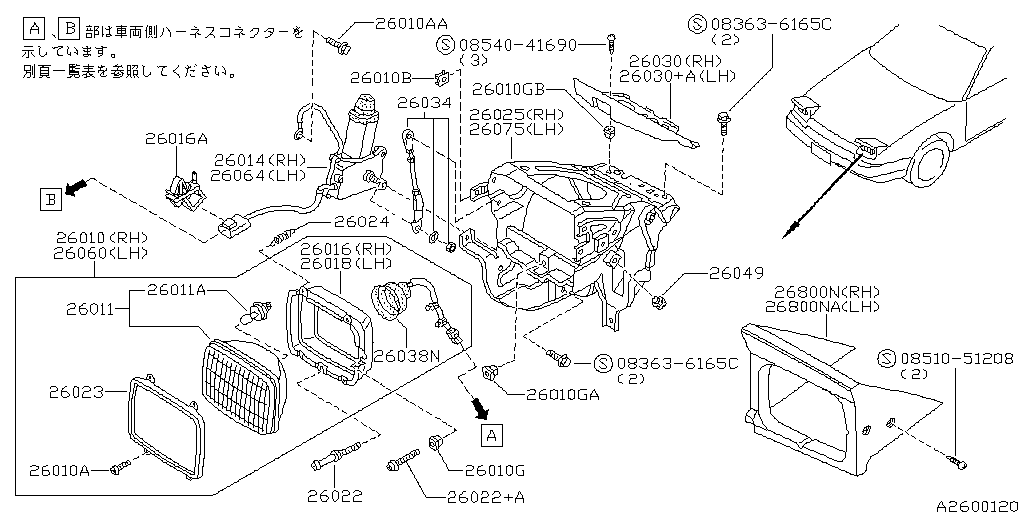 A 、 B 部は車両側ハーネスコネクターを
示しています。
別頁一覧表を参照してください。
26010AA
S 08540-41690
(3)
S 08363-6165C
(2)
26030(RH)
26030+A(LH)
26010B
26010GB
26034
26025(RH)
26075(LH)
26016A
26014(RH)
26064(LH)
B
26024
26010(RH)
26060(LH)
26016(RH)
26018(LH)
26049
26011A
26011
26800N(RH)
26800NA(LH)
26038N
S 08363-6165C
(2)
S 08510-51208
(2)
26023
26010GA
A
26010A
26010G
26022
26022+A
A2600120